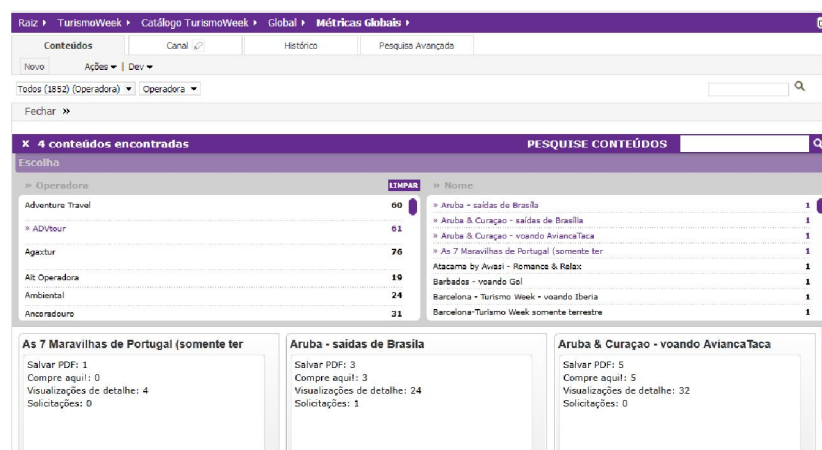 Raiz TurismoWeek Catálogo TurismoWeek Global Métricas Globais
Conteúdos Canal Histórico Pesquisa Avançada
Novo Ações | Dev
Todos (1852) (Operadora) Operadora
Fechar »
x 4 conteúdos encontradas PESQUISE CONTEÚDOS
Escolha
» Operadora LIMPAR
Adventure Travel 60
» ADVtour 61
Agaxtur 76
Ait Operadora 19
Ambiental 24
Ancoradouro 31
» Nome
» Aruba - saídas de Brasíla 1
» Aruba & Curaçao - saídas de Brasília 1
» Aruba & Curaçao - voando AviancaTaca 1
» As 7 Maravilhas de Portugal (somente ter 1
Atacama by Awasi - Romance & Relax 1
Barbados - voando Gol 1
Barcelona - Turismo Week - voando Iberia 1
Barcelona-Turismo Week somente terrestre 1
As 7 Maravilhas de Portugal (somente ter
Salvar PDF: 1
Compre aqui!: 0
Visualizações de detalhe: 4
Solicitações: 0
Aruba - saídas de Brasíla
Salvar PDF: 3
Compre aqui!: 3
Visualizações de detalhe: 24
Solicitações: 1
Aruba & Curaçao - voando AviancaTaca
Salvar PDF: 5
Compre aqui!: 5
Visualizações de detalhe: 32
Solicitações: 0